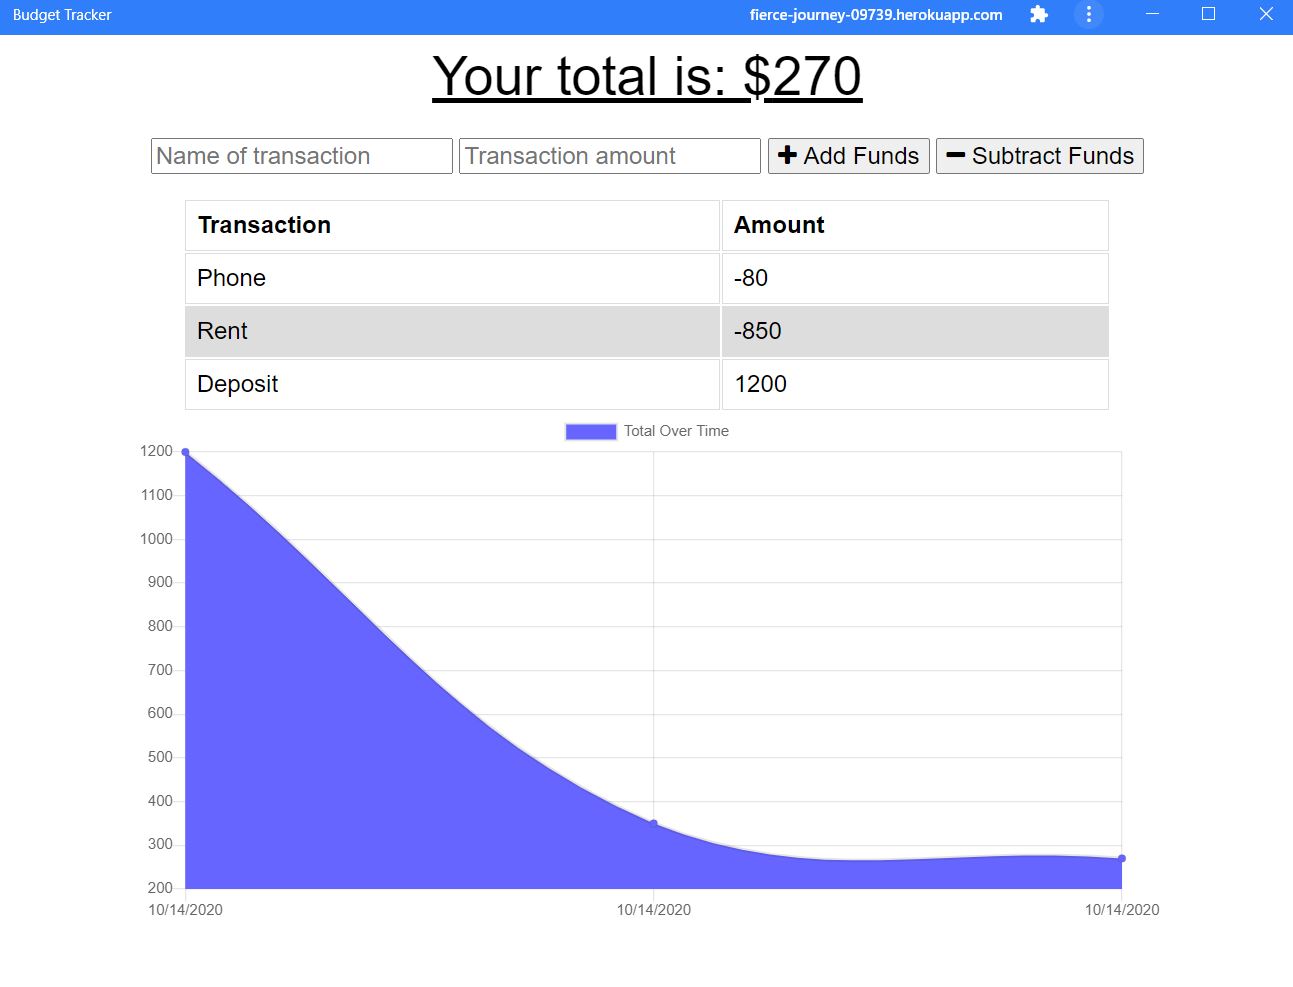 Budget Tracker fierce-journey-09739.herokuapp.com
Your total is: $270
Name of transaction Transaction amount Add Funds Subtract Funds
Transaction Amount
Phone -80
Rent -850
Deposit 1200
Total Over Time
1200
1100
1000
900
800
700
600
500
400
300
200
10/14/2020 10/14/2020 10/14/2020